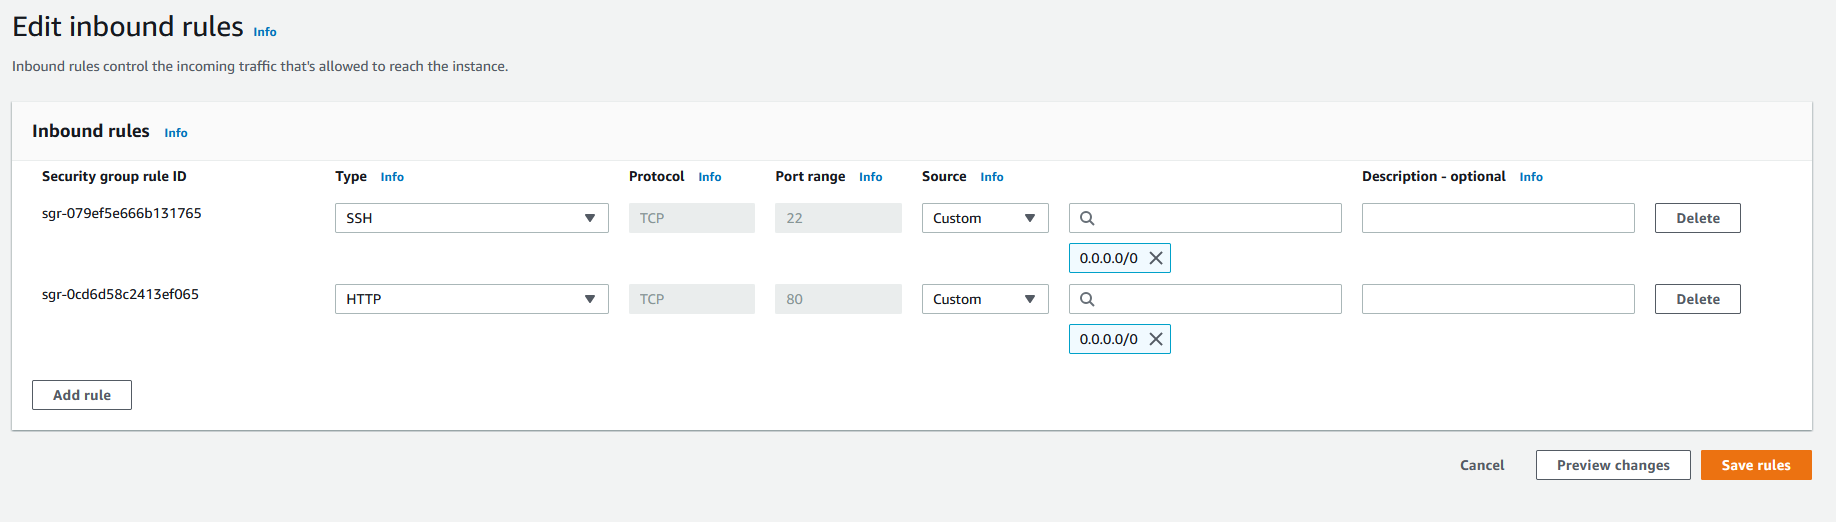 Edit inbound rules Info
Inbound rules control the incoming traffic that's allowed to reach the instance.
Inbound rules Info
Security group rule ID Type Info Protocol Info Port range Info Source Info Description - optional Info
sgr-079ef5e666b131765 SSH TCP 22 Custom Delete
0.0.0.0/0
sgr-0cd6d58c2413ef065 HTTP TCP 80 Custom Delete
0.0.0.0/0
Add rule
Cancel Preview changes Save rules